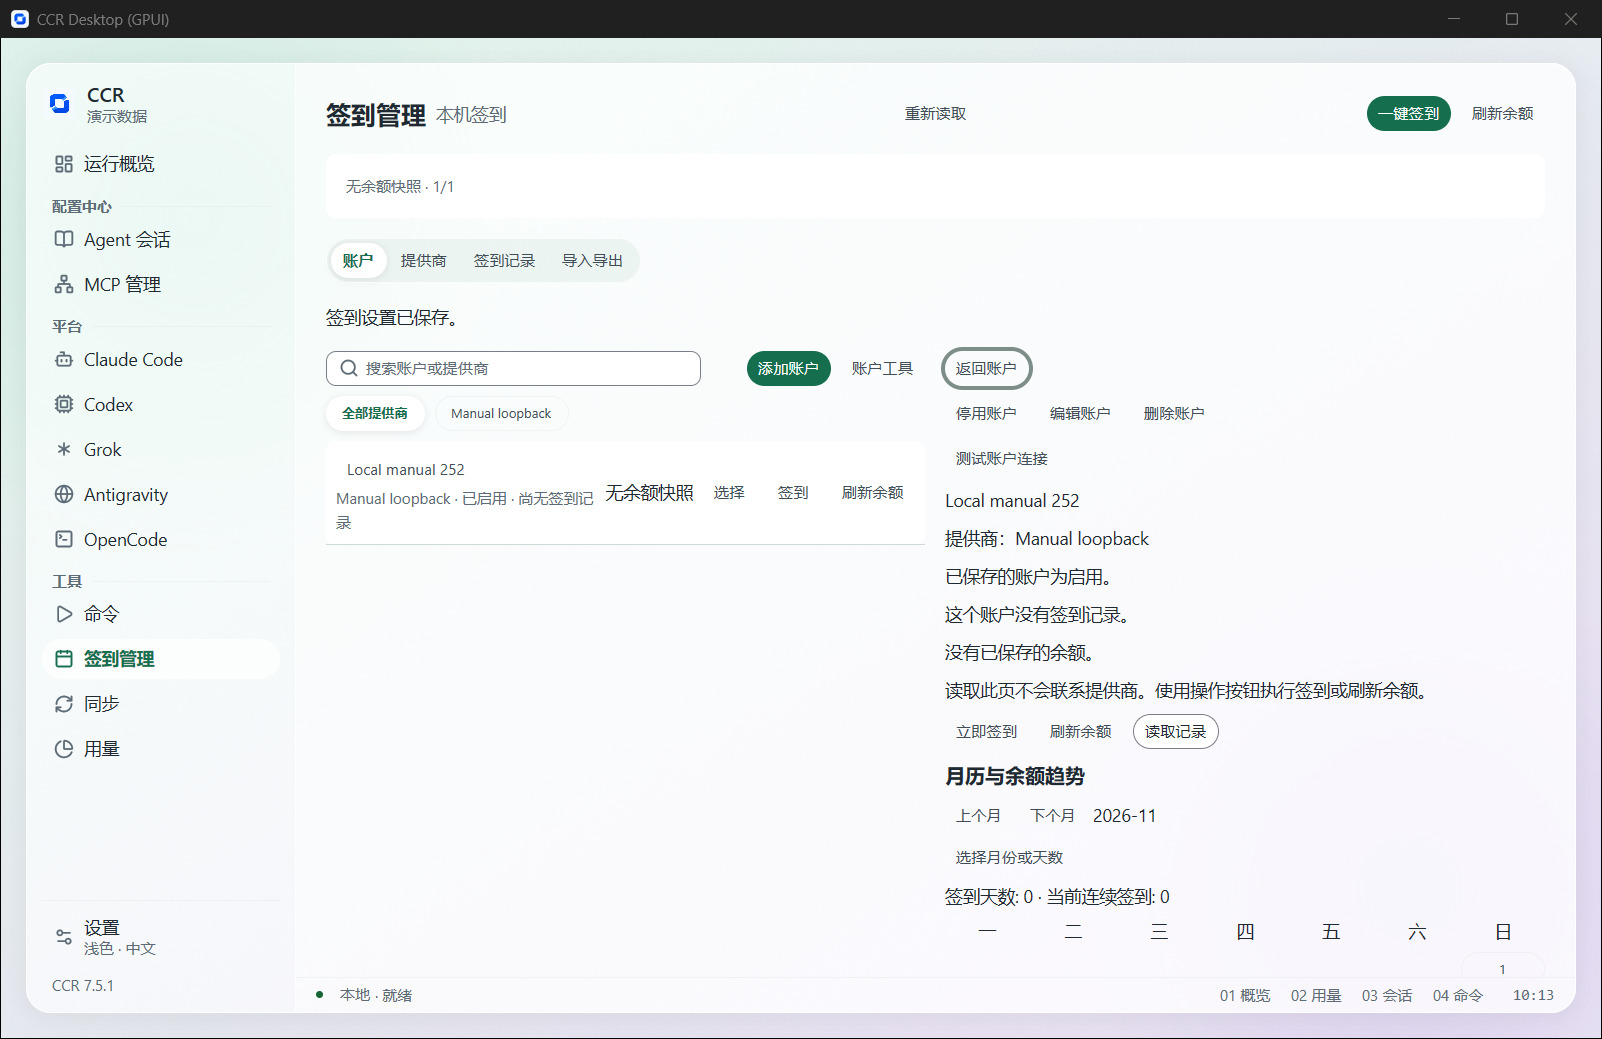 CCR Desktop (GPUI)
CCR
演示数据
运行概览
配置中心
Agent 会话
MCP 管理
平台
Claude Code
Codex
Grok
Antigravity
OpenCode
工具
命令
签到管理
同步
用量
设置
浅色 · 中文
CCR 7.5.1
签到管理 本机签到
重新读取
一键签到
刷新余额
无余额快照 · 1/1
账户
提供商
签到记录
导入导出
签到设置已保存。
搜索账户或提供商
添加账户
账户工具
返回账户
全部提供商
Manual loopback
Local manual 252
Manual loopback · 已启用 · 尚无签到记
录
无余额快照
选择
签到
刷新余额
停用账户
编辑账户
删除账户
测试账户连接
Local manual 252
提供商：Manual loopback
已保存的账户为启用。
这个账户没有签到记录。
没有已保存的余额。
读取此页不会联系提供商。使用操作按钮执行签到或刷新余额。
立即签到
刷新余额
读取记录
月历与余额趋势
上个月
下个月
2026-11
选择月份或天数
签到天数: 0 · 当前连续签到: 0
一 二 三 四 五 六 日
1
本地 · 就绪
01 概览
02 用量
03 会话
04 命令
10:13